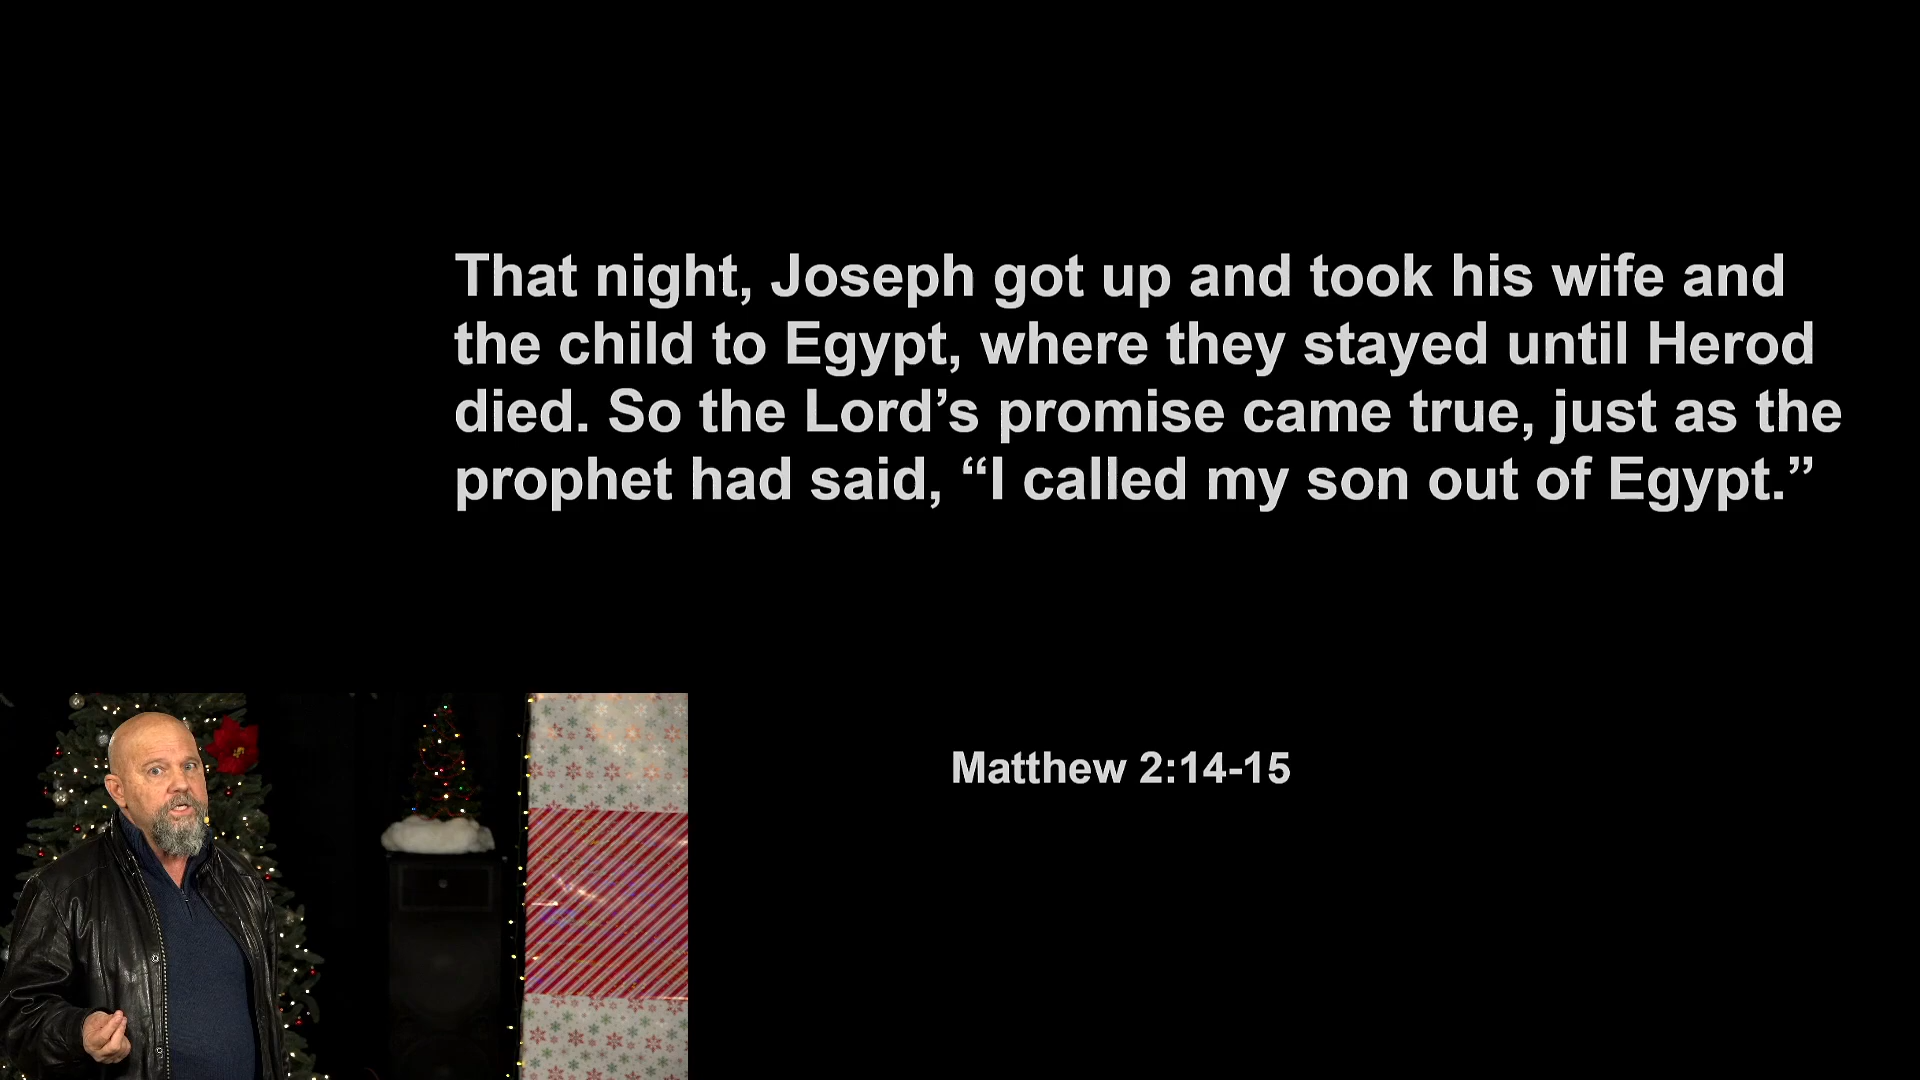 That night, Joseph got up and took his wife and
the child to Egypt, where they stayed until Herod
died. So the Lord’s promise came true, just as the
prophet had said, “I called my son out of Egypt.”
Matthew 2:14-15